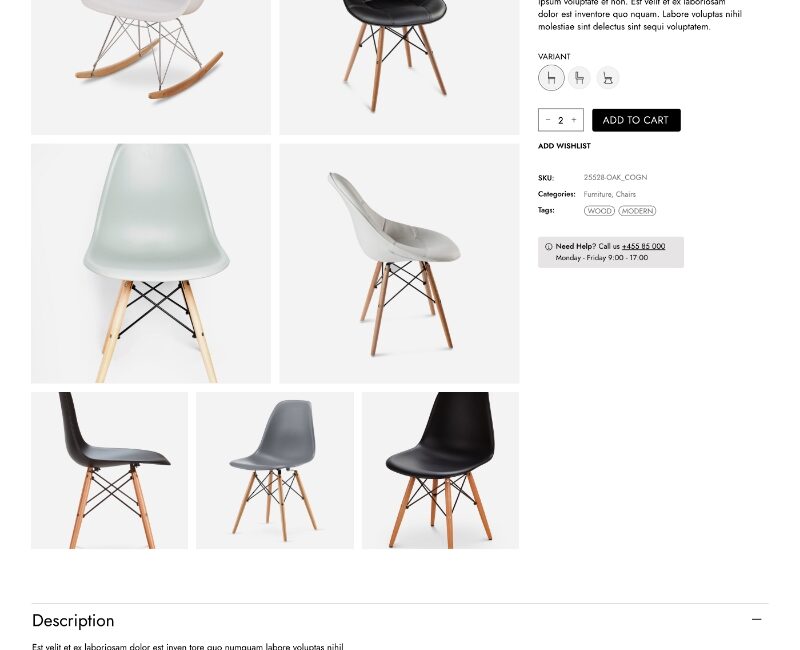 ipsum voluptate et non. Est velit et ex laboriosam
dolor est inventore quo nquam. Labore voluptas nihil
molestiae sint delectus sint sequi voluptatem.
VARIANT
− 2 +
ADD TO CART
ADD WISHLIST
SKU: 25528-OAK_COGN
Categories: Furniture, Chairs
Tags: WOOD MODERN
Need Help? Call us +455 85 000
Monday - Friday 9:00 - 17:00
Description
Est velit et ex laboriosam dolor est inven tore quo numquam labore voluptas nihil